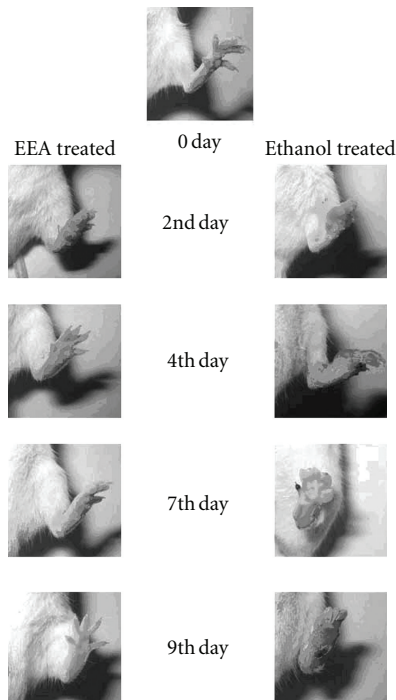 0 day
EEA treated
Ethanol treated
2nd day
4th day
7th day
9th day